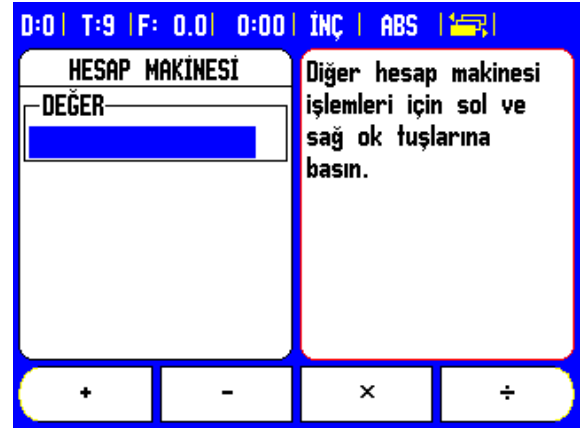 D:0 | T:9 | F: 0.0 | 0:00 | İNÇ | ABS
HESAP MAKİNESİ
DEĞER
Diğer hesap makinesi
işlemleri için sol ve
sağ ok tuşlarına
basın.
+ - × ÷